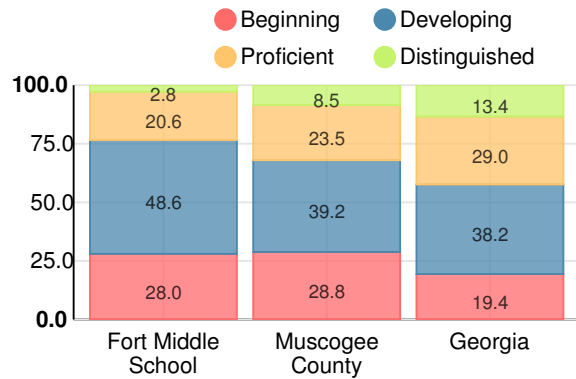 Beginning
Developing
Proficient
Distinguished
100.0
75.0
50.0
25.0
0.0
2.8
20.6
48.6
28.0
8.5
23.5
39.2
28.8
13.4
29.0
38.2
19.4
Fort Middle
School
Muscogee
County
Georgia